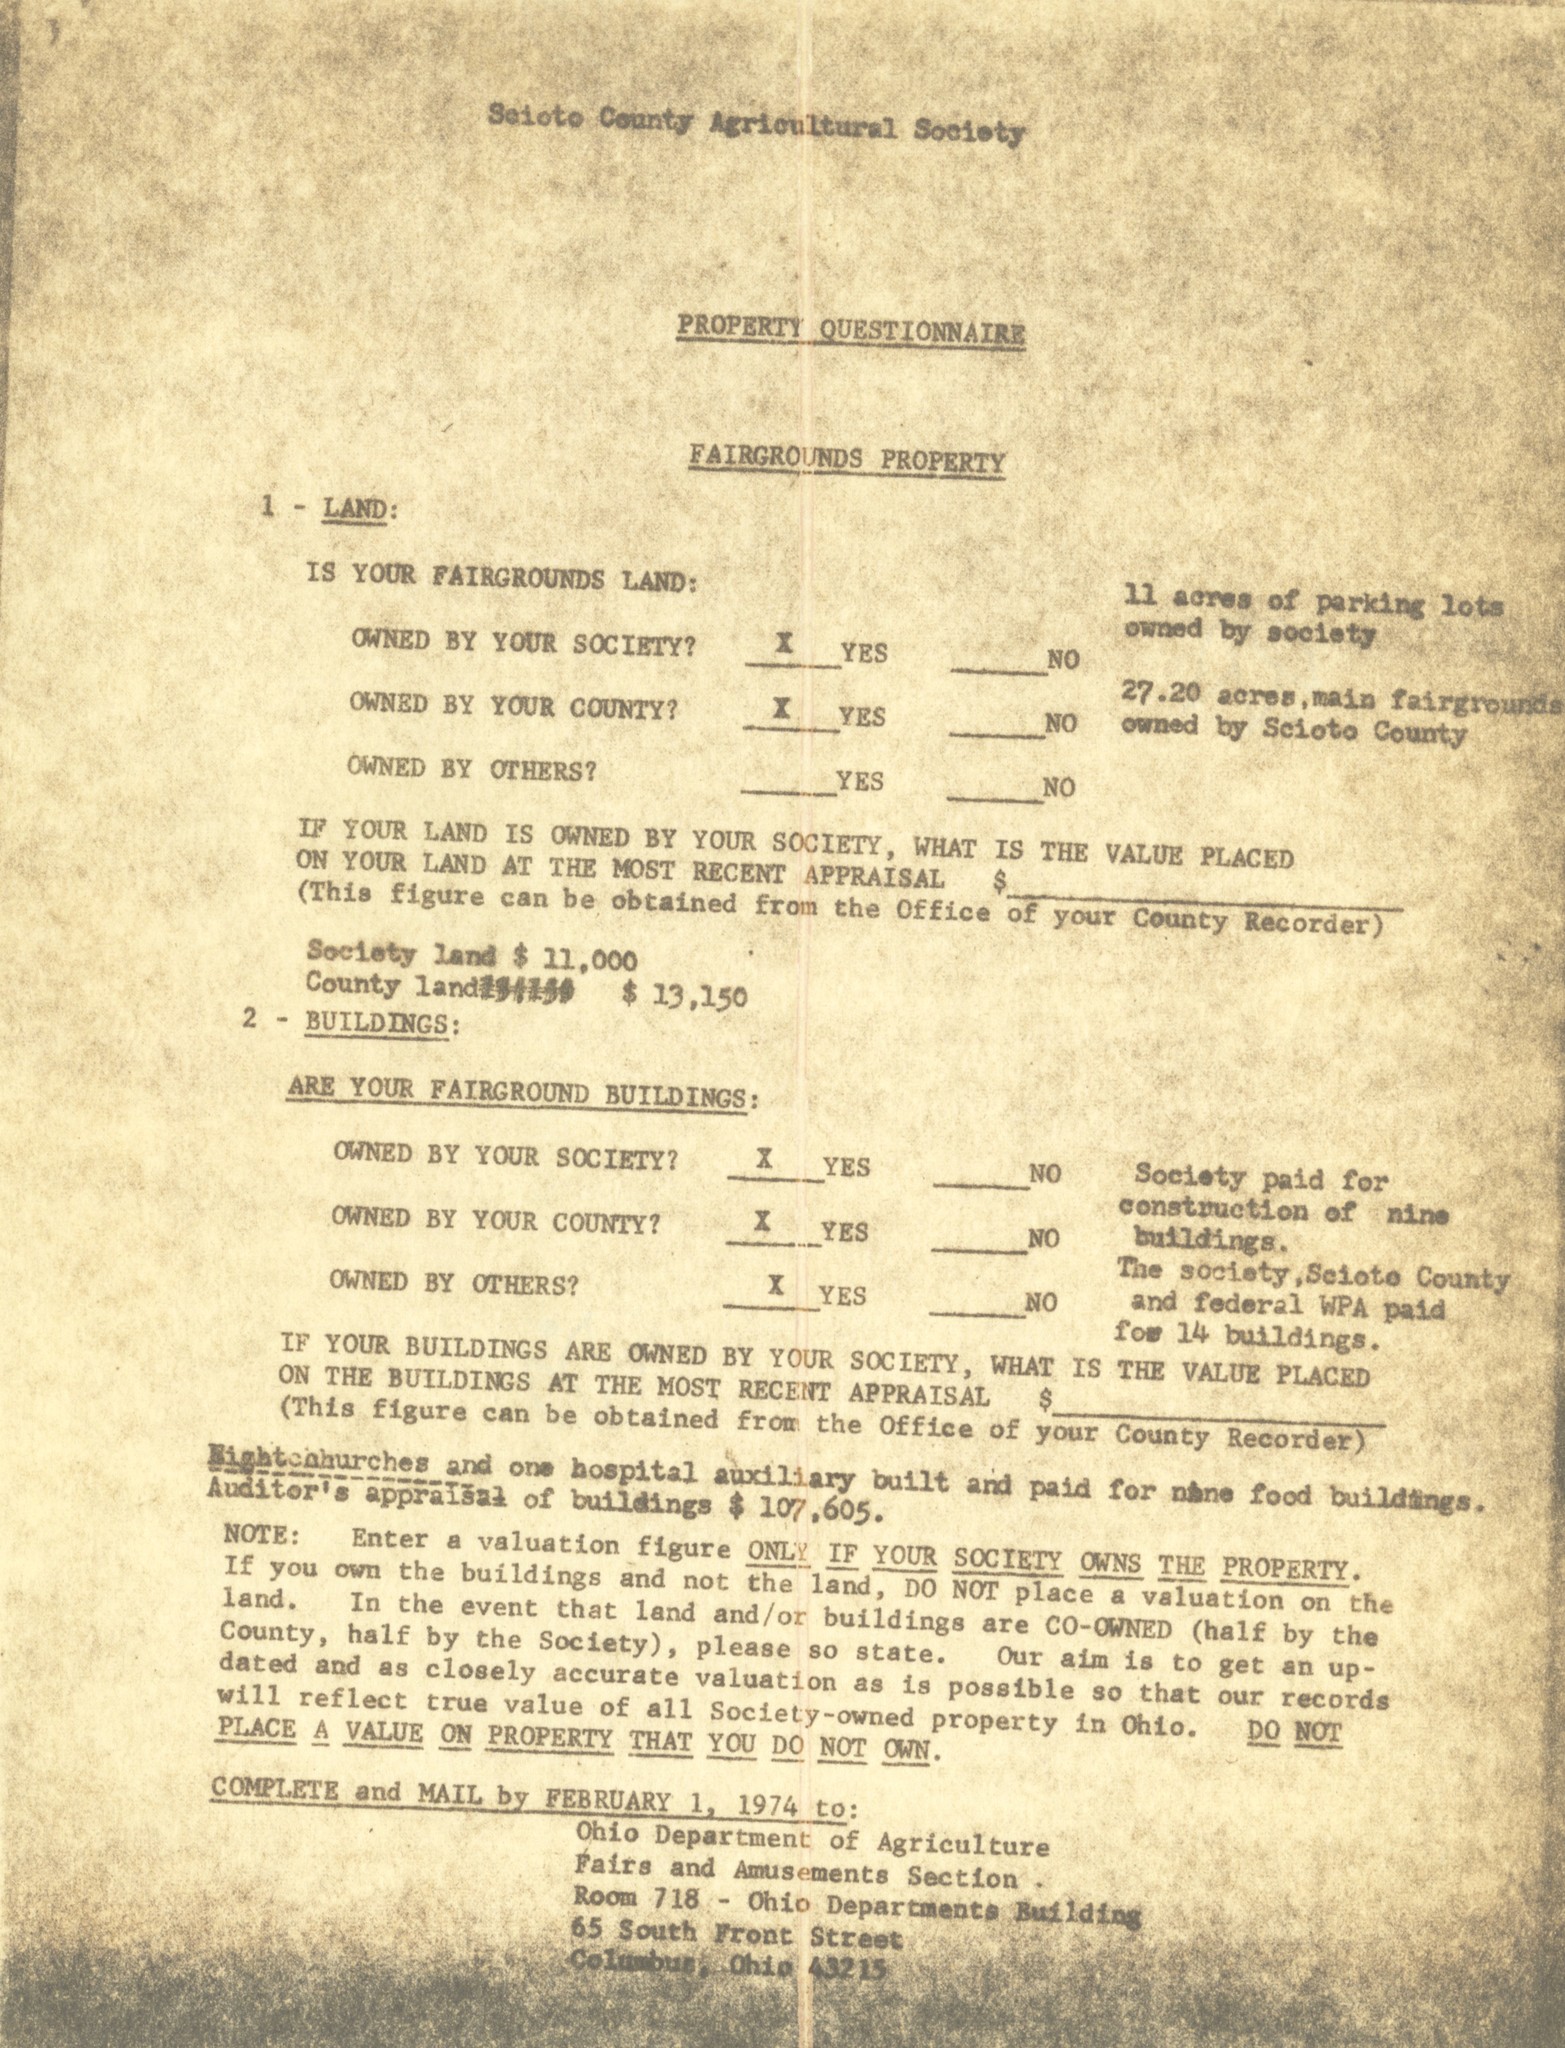 Scioto County Agricultural Society
PROPERTY QUESTIONNAIRE
FAIRGROUNDS PROPERTY
1 - LAND:
IS YOUR FAIRGROUNDS LAND:
OWNED BY YOUR SOCIETY? X YES NO
11 acres of parking lots
owned by society
OWNED BY YOUR COUNTY? X YES NO
27.20 acres,main fairgrounds
owned by Scioto County
OWNED BY OTHERS? YES NO
IF YOUR LAND IS OWNED BY YOUR SOCIETY, WHAT IS THE VALUE PLACED
ON YOUR LAND AT THE MOST RECENT APPRAISAL $
(This figure can be obtained from the Office of your County Recorder)
Society land $ 11,000
County land $ 13,150
2 - BUILDINGS:
ARE YOUR FAIRGROUND BUILDINGS:
OWNED BY YOUR SOCIETY? X YES NO
OWNED BY YOUR COUNTY? X YES NO
OWNED BY OTHERS? X YES NO
Society paid for
construction of nine
buildings.
The society,Scioto County
and federal WPA paid
for 14 buildings.
IF YOUR BUILDINGS ARE OWNED BY YOUR SOCIETY, WHAT IS THE VALUE PLACED
ON THE BUILDINGS AT THE MOST RECENT APPRAISAL $
(This figure can be obtained from the Office of your County Recorder)
Eight churches and one hospital auxiliary built and paid for nine food buildings.
Auditor's appraisal of buildings $ 107,605.
NOTE: Enter a valuation figure ONLY IF YOUR SOCIETY OWNS THE PROPERTY.
If you own the buildings and not the land, DO NOT place a valuation on the
land. In the event that land and/or buildings are CO-OWNED (half by the
County, half by the Society), please so state. Our aim is to get an up-
dated and as closely accurate valuation as is possible so that our records
will reflect true value of all Society-owned property in Ohio. DO NOT
PLACE A VALUE ON PROPERTY THAT YOU DO NOT OWN.
COMPLETE and MAIL by FEBRUARY 1, 1974 to:
Ohio Department of Agriculture
Fairs and Amusements Section .
Room 718 - Ohio Departments Building
65 South Front Street
Columbus, Ohio 43215